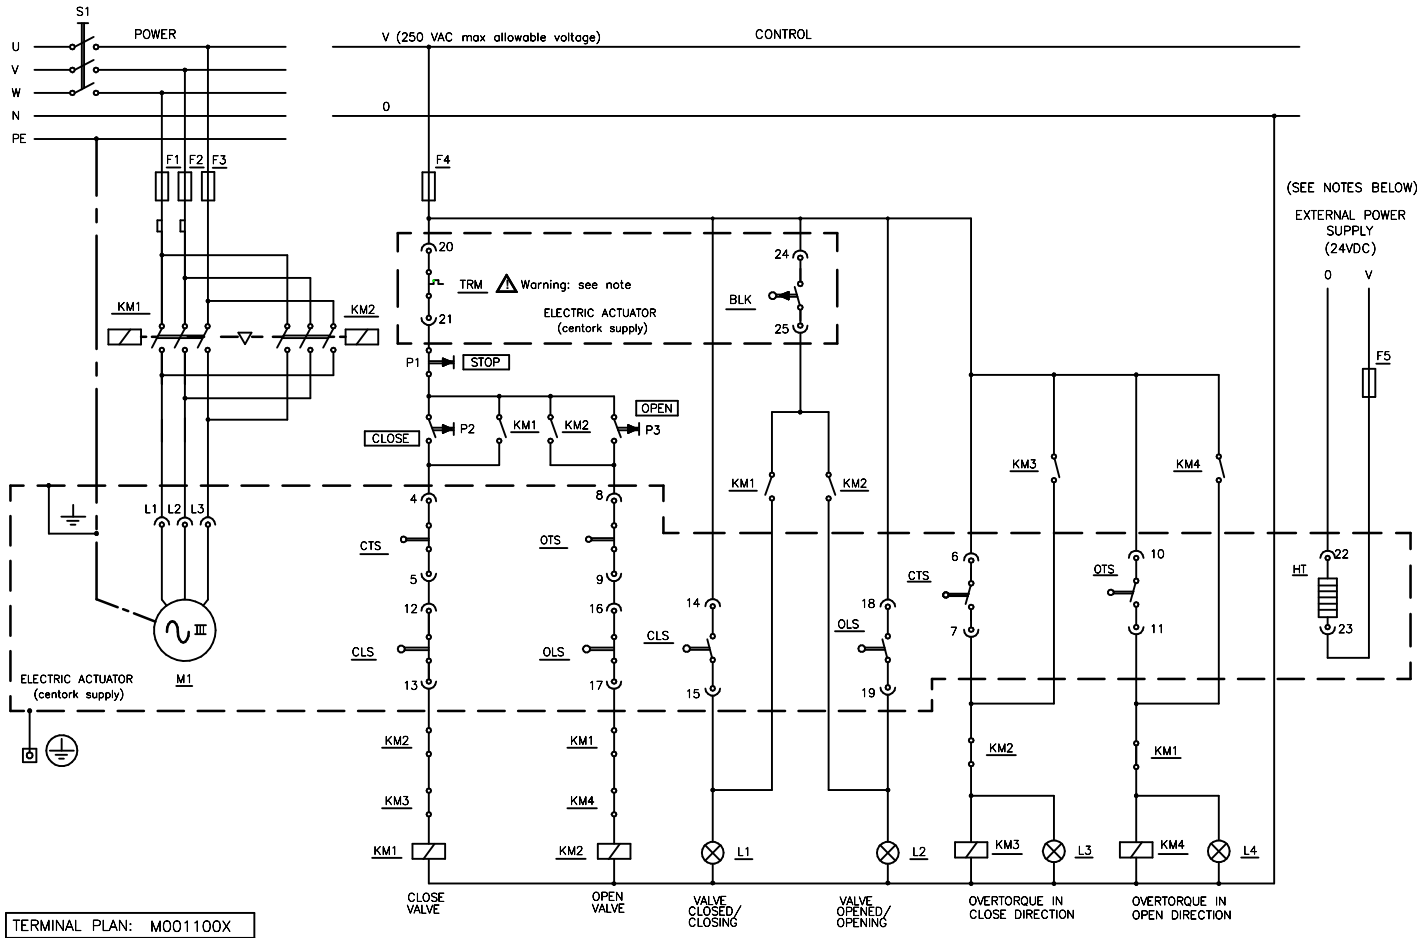 S1
POWER
V (250 VAC max allowable voltage)
CONTROL
U
V
W
N
PE
0
F1 F2 F3
F4
(SEE NOTES BELOW)
EXTERNAL POWER
SUPPLY
(24VDC)
0 V
20
TRM
Warning: see note
21
ELECTRIC ACTUATOR
(centork supply)
24
BLK
25
KM1
KM2
P1
STOP
F5
OPEN
CLOSE
P2
KM1
KM2
P3
KM1
KM2
KM3
KM4
L1 L2 L3
4
CTS
5
12
CLS
13
8
OTS
9
16
OLS
17
14
CLS
15
18
OLS
19
6
CTS
7
10
OTS
11
22
HT
23
III
M1
ELECTRIC ACTUATOR
(centork supply)
KM2
KM1
KM2
KM1
KM3
KM4
KM1
KM2
L1
L2
KM3
L3
KM4
L4
CLOSE
VALVE
OPEN
VALVE
VALVE
CLOSED/
CLOSING
VALVE
OPENED/
OPENING
OVERTORQUE IN
CLOSE DIRECTION
OVERTORQUE IN
OPEN DIRECTION
TERMINAL PLAN: M001100X